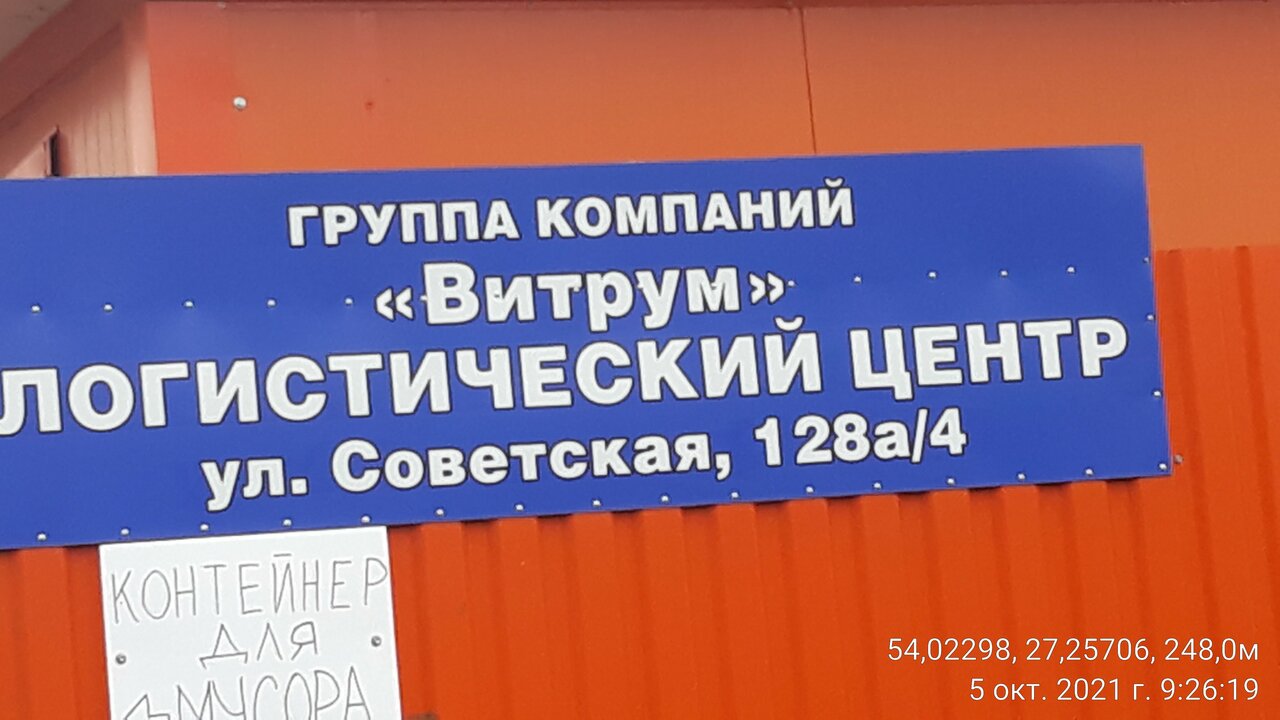 ГРУППА КОМПАНИЙ
«Витрум»
ЛОГИСТИЧЕСКИЙ ЦЕНТР
ул. Советская, 128а/4
КОНТЕЙНЕР
ДЛЯ
МУСОРА
54,02298, 27,25706, 248,0м
5 окт. 2021 г. 9:26:19